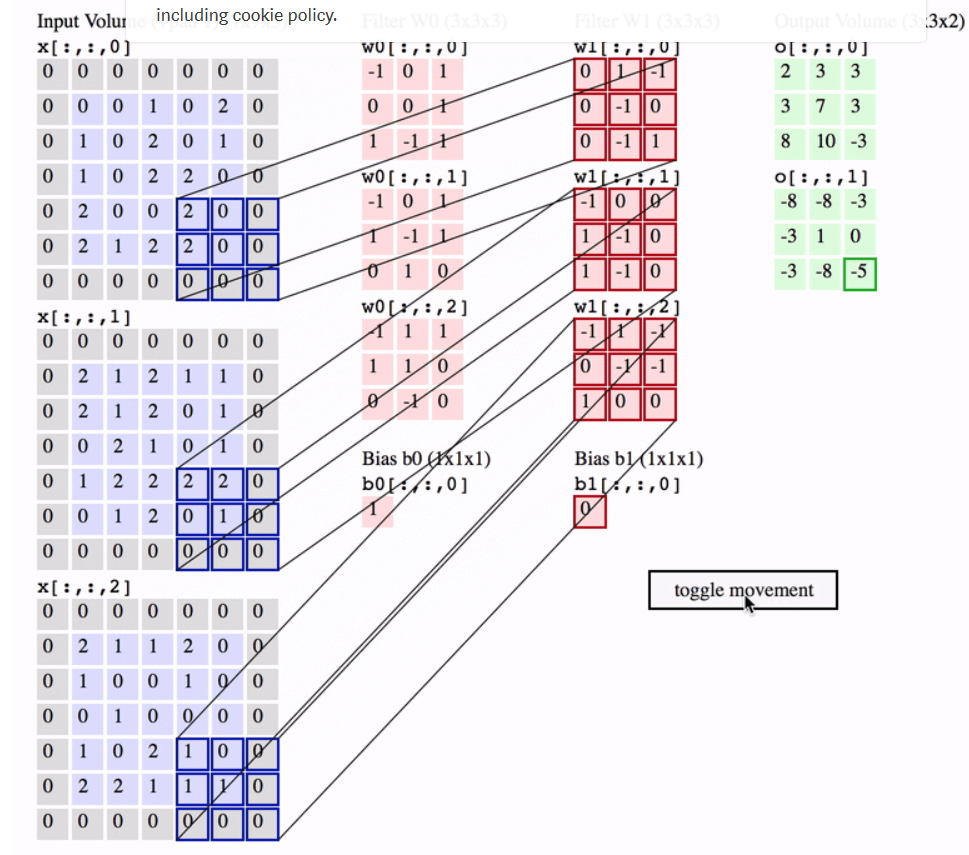 including cookie policy.
Input Volum
x[:,:,0]
0 0 0 0 0 0 0
0 0 0 1 0 2 0
0 1 0 2 0 1 0
0 1 0 2 2 0 0
0 2 0 0 2 0 0
0 2 1 2 2 0 0
0 0 0 0 0 0 0
x[:,:,1]
0 0 0 0 0 0 0
0 2 1 2 1 1 0
0 2 1 2 0 1 0
0 0 2 1 0 1 0
0 1 2 2 2 2 0
0 0 1 2 0 1 0
0 0 0 0 0 0 0
x[:,:,2]
0 0 0 0 0 0 0
0 2 1 1 2 0 0
0 1 0 0 1 0 0
0 0 1 0 0 0 0
0 1 0 2 1 0 0
0 2 2 1 1 1 0
0 0 0 0 0 0 0
Filter W0 (3x3x3)
w0[:,:,0]
-1 0 1
0 0 1
1 -1 1
w0[:,:,1]
-1 0 1
1 -1 1
0 1 0
w0[:,:,2]
-1 1 1
1 1 0
0 -1 0
Bias b0 (1x1x1)
b0[:,:,0]
1
Filter W1 (3x3x3)
w1[:,:,0]
0 1 -1
0 -1 0
0 -1 1
w1[:,:,1]
-1 0 0
1 -1 0
1 -1 0
w1[:,:,2]
-1 1 -1
0 -1 -1
1 0 0
Bias b1 (1x1x1)
b1[:,:,0]
0
Output Volume (3x3x2)
o[:,:,0]
2 3 3
3 7 3
8 10 -3
o[:,:,1]
-8 -8 -3
-3 1 0
-3 -8 -5
toggle movement